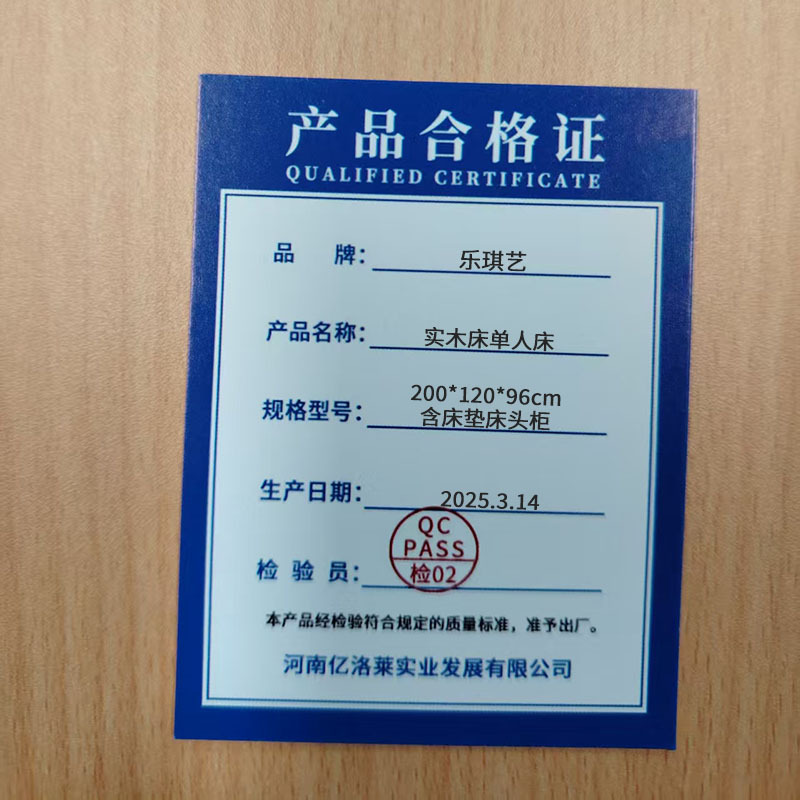 产品合格证
QUALIFIED CERTIFICATE
品 牌： 乐琪艺
产品名称： 实木床单人床
规格型号： 200*120*96cm
含床垫床头柜
生产日期： 2025.3.14
QC
PASS
检验员： 检02
本产品经检验符合规定的质量标准，准予出厂。
河南亿洛莱实业发展有限公司